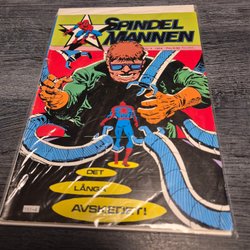 SPINDEL
MANNEN
DET
LÅNGA
AVSKEDET!